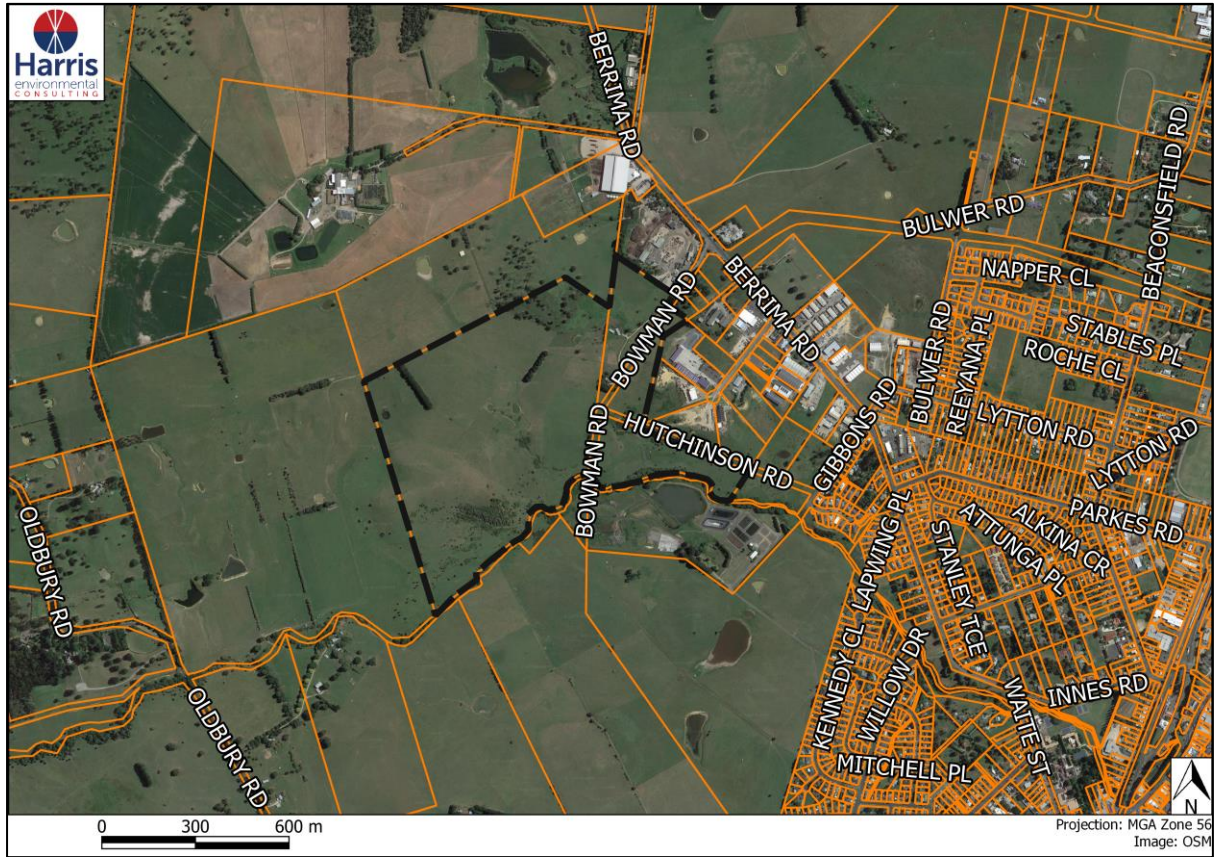 Harris
environmental
CONSULTING
BERRIMA RD
BEACONSFIELD RD
BULWER RD
NAPPER CL
BERRIMA RD
BOWMAN RD
STABLES PL
ROCHE CL
BULWER RD
REEYANA PL
LYTTON RD
LYTTON RD
GIBBONS RD
HUTCHINSON RD
BOWMAN RD
PARKES RD
ALKINA CR
ATTUNGA PL
LAPWING PL
STANLEY TCE
OLDBURY RD
KENNEDY CL
WILLOW DR
INNES RD
WAITE ST
OLDBURY RD
MITCHELL PL
N
0 300 600 m
Projection: MGA Zone 56
Image: OSM